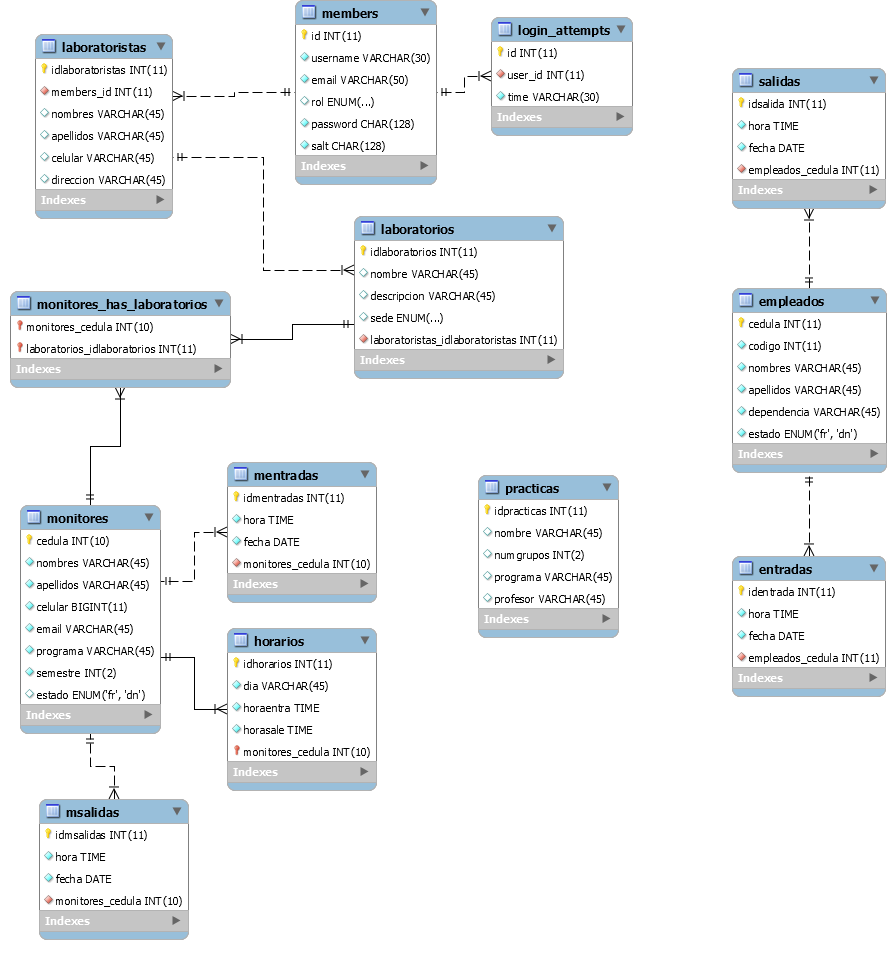 members
id INT(11)
username VARCHAR(30)
email VARCHAR(50)
rol ENUM(...)
password CHAR(128)
salt CHAR(128)
Indexes
login_attempts
id INT(11)
user_id INT(11)
time VARCHAR(30)
Indexes
laboratoristas
idlaboratoristas INT(11)
members_id INT(11)
nombres VARCHAR(45)
apellidos VARCHAR(45)
celular VARCHAR(45)
direccion VARCHAR(45)
Indexes
salidas
idsalida INT(11)
hora TIME
fecha DATE
empleados_cedula INT(11)
Indexes
laboratorios
idlaboratorios INT(11)
nombre VARCHAR(45)
descripcion VARCHAR(45)
sede ENUM(...)
laboratoristas_idlaboratoristas INT(11)
Indexes
monitores_has_laboratorios
monitores_cedula INT(10)
laboratorios_idlaboratorios INT(11)
Indexes
empleados
cedula INT(11)
codigo INT(11)
nombres VARCHAR(45)
apellidos VARCHAR(45)
dependencia VARCHAR(45)
estado ENUM('fr', 'dn')
Indexes
mentradas
idmentradas INT(11)
hora TIME
fecha DATE
monitores_cedula INT(10)
Indexes
practicas
idpracticas INT(11)
nombre VARCHAR(45)
numgrupos INT(2)
programa VARCHAR(45)
profesor VARCHAR(45)
Indexes
monitores
cedula INT(10)
nombres VARCHAR(45)
apellidos VARCHAR(45)
celular BIGINT(11)
email VARCHAR(45)
programa VARCHAR(45)
semestre INT(2)
estado ENUM('fr', 'dn')
Indexes
entradas
identrada INT(11)
hora TIME
fecha DATE
empleados_cedula INT(11)
Indexes
horarios
idhorarios INT(11)
dia VARCHAR(45)
horaentra TIME
horasale TIME
monitores_cedula INT(10)
Indexes
msalidas
idmsalidas INT(11)
hora TIME
fecha DATE
monitores_cedula INT(10)
Indexes